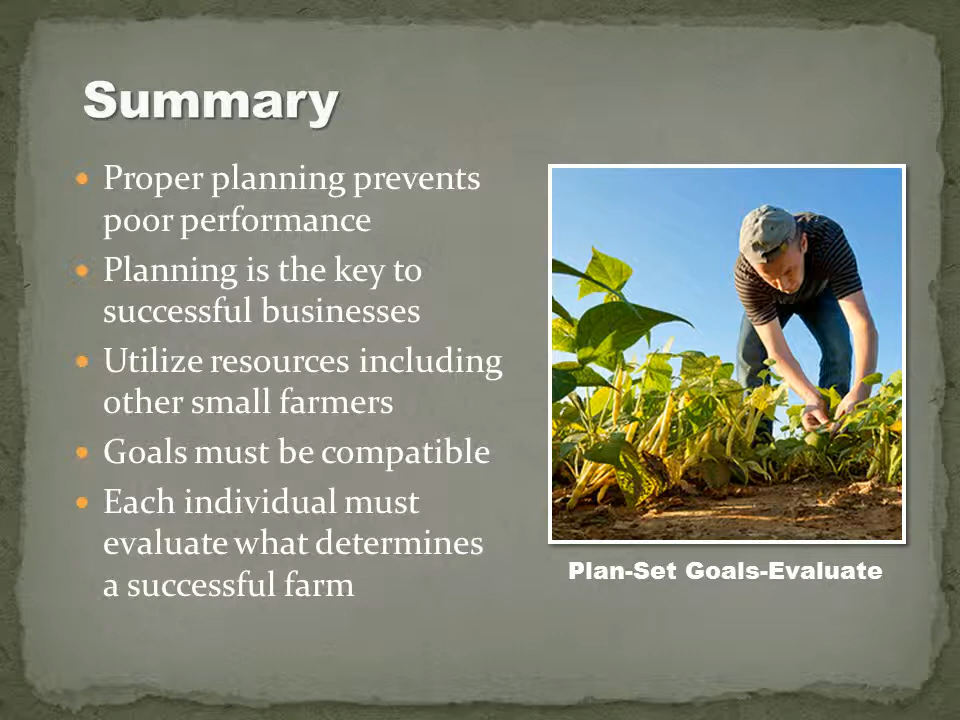 Summary
Proper planning prevents
poor performance
Planning is the key to
successful businesses
Utilize resources including
other small farmers
Goals must be compatible
Each individual must
evaluate what determines
a successful farm
Plan-Set Goals-Evaluate